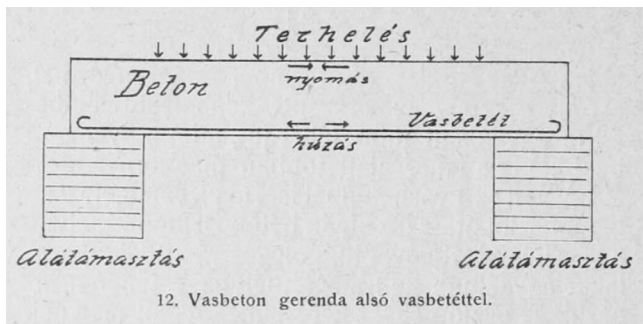 Terhelés
nyomás
Beton
Vasbetét
húzás
Alátámasztás
Alátámasztás
12. Vasbeton gerenda alsó vasbetéttel.